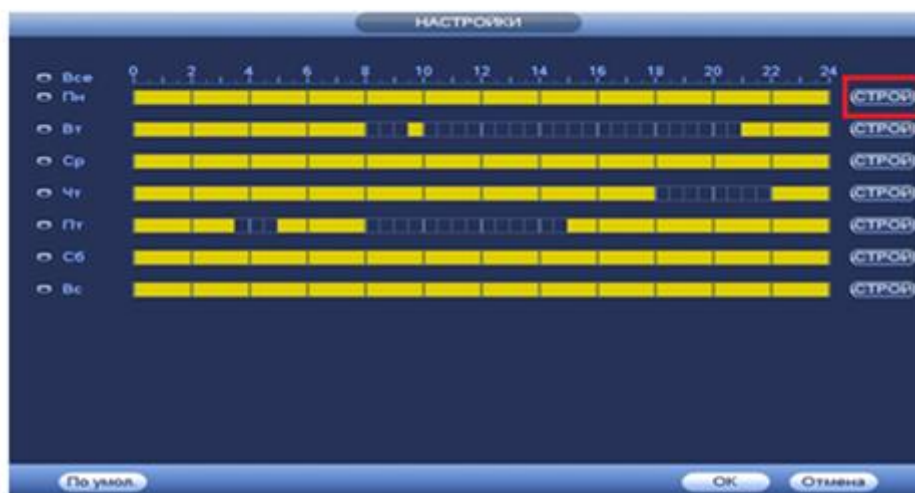 НАСТРОЙКИ
0 2 4 6 8 10 12 14 16 18 20 22 24
Все
Пн СТРОЙ
Вт СТРОЙ
Ср СТРОЙ
Чт СТРОЙ
Пт СТРОЙ
Сб СТРОЙ
Вс СТРОЙ
По умол. ОК Отмена